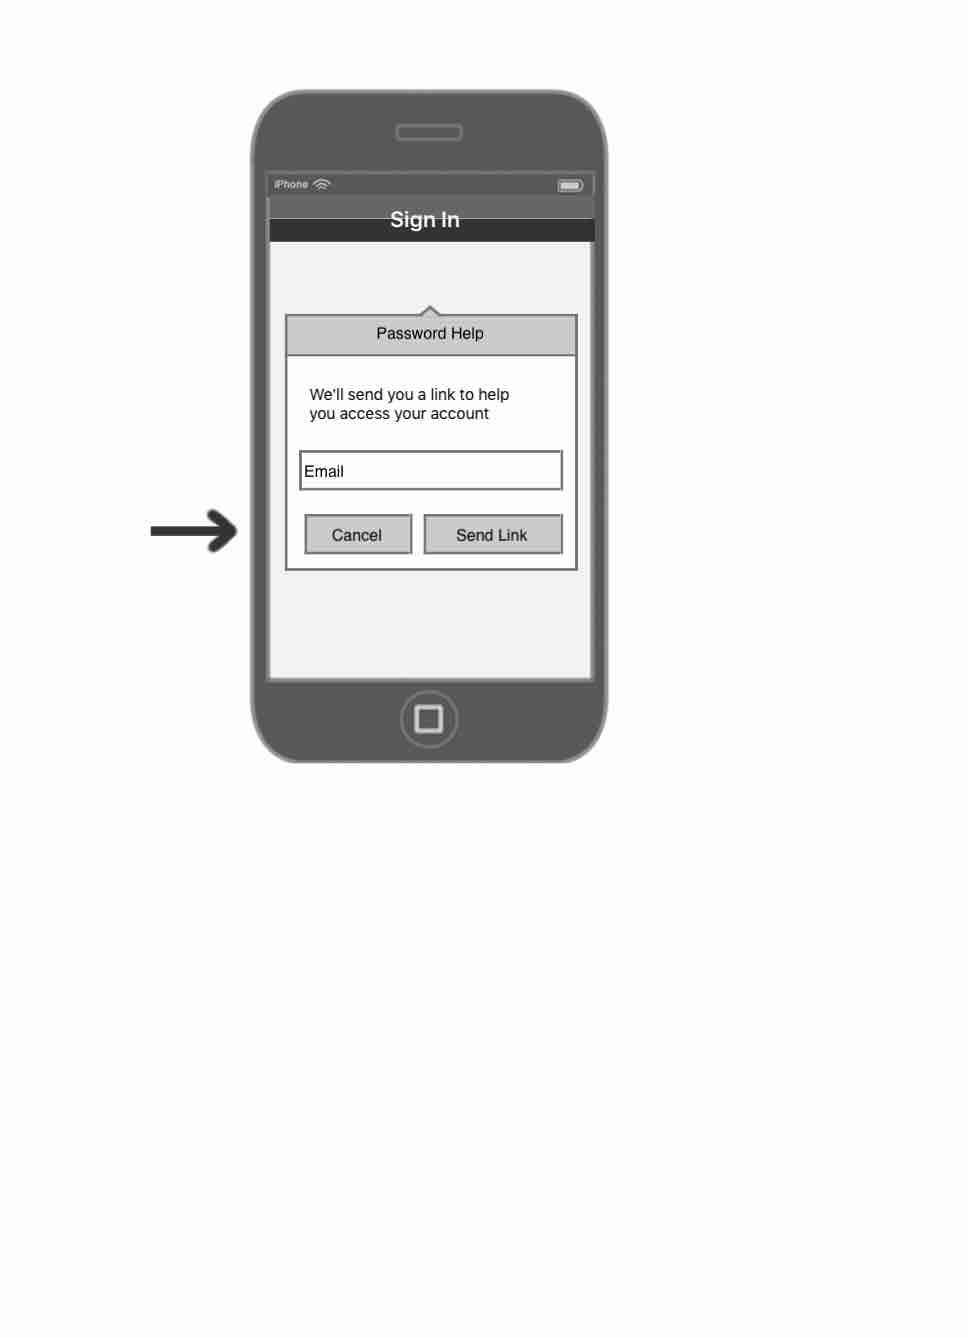 iPhone
Sign In
Password Help
We'll send you a link to help
you access your account
Email
Cancel Send Link